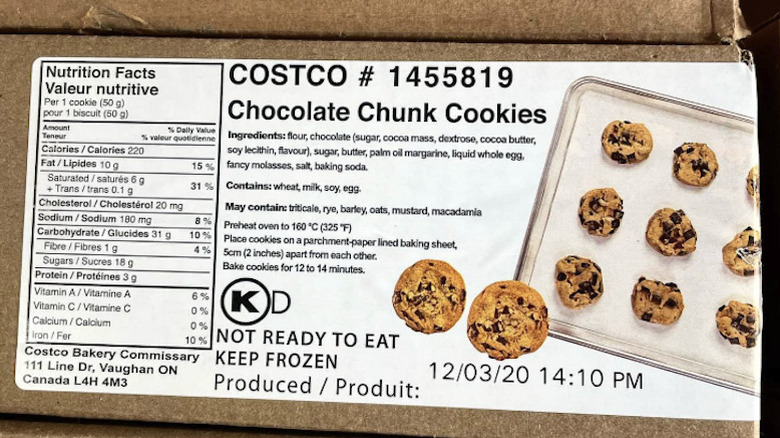 Nutrition Facts
Valeur nutritive
Per 1 cookie (50 g)
pour 1 biscuit (50 g)
Amount % Daily Value
Teneur % valeur quotidienne
Calories / Calories 220
Fat / Lipides 10 g 15 %
Saturated / saturés 6 g
+ Trans / trans 0.1 g 31 %
Cholesterol / Cholestérol 20 mg
Sodium / Sodium 180 mg 8 %
Carbohydrate / Glucides 31 g 10 %
Fibre / Fibres 1 g 4 %
Sugars / Sucres 18 g
Protein / Protéines 3 g
Vitamin A / Vitamine A 6 %
Vitamin C / Vitamine C 0 %
Calcium / Calcium 0 %
Iron / Fer 10 %
Costco Bakery Commissary
111 Line Dr, Vaughan ON
Canada L4H 4M3
COSTCO # 1455819
Chocolate Chunk Cookies
Ingredients: flour, chocolate (sugar, cocoa mass, dextrose, cocoa butter,
soy lecithin, flavour), sugar, butter, palm oil margarine, liquid whole egg,
fancy molasses, salt, baking soda.
Contains: wheat, milk, soy, egg.
May contain: triticale, rye, barley, oats, mustard, macadamia
Preheat oven to 160 °C (325 °F)
Place cookies on a parchment-paper lined baking sheet,
5cm (2 inches) apart from each other.
Bake cookies for 12 to 14 minutes.
K D
NOT READY TO EAT
KEEP FROZEN
Produced / Produit: 12/03/20 14:10 PM